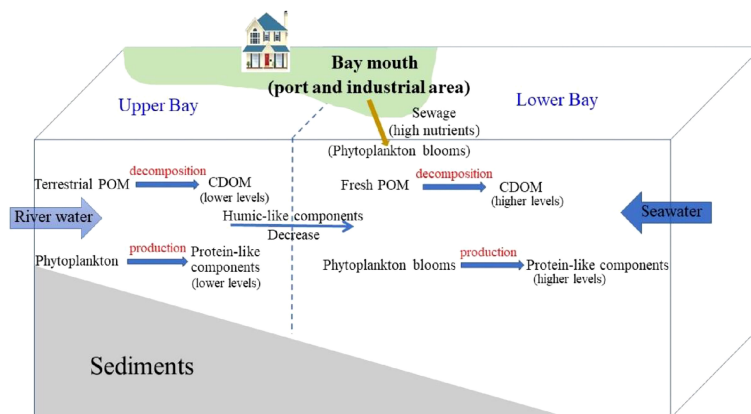 Bay mouth
(port and industrial area)
Upper Bay
Lower Bay
Sewage
(high nutrients)
(Phytoplankton blooms)
decomposition
Terrestrial POM
CDOM
(lower levels)
decomposition
Fresh POM
CDOM
(higher levels)
River water
Humic-like components
Decrease
Seawater
production
Phytoplankton
Protein-like
components
(lower levels)
production
Phytoplankton blooms
Protein-like components
(higher levels)
Sediments